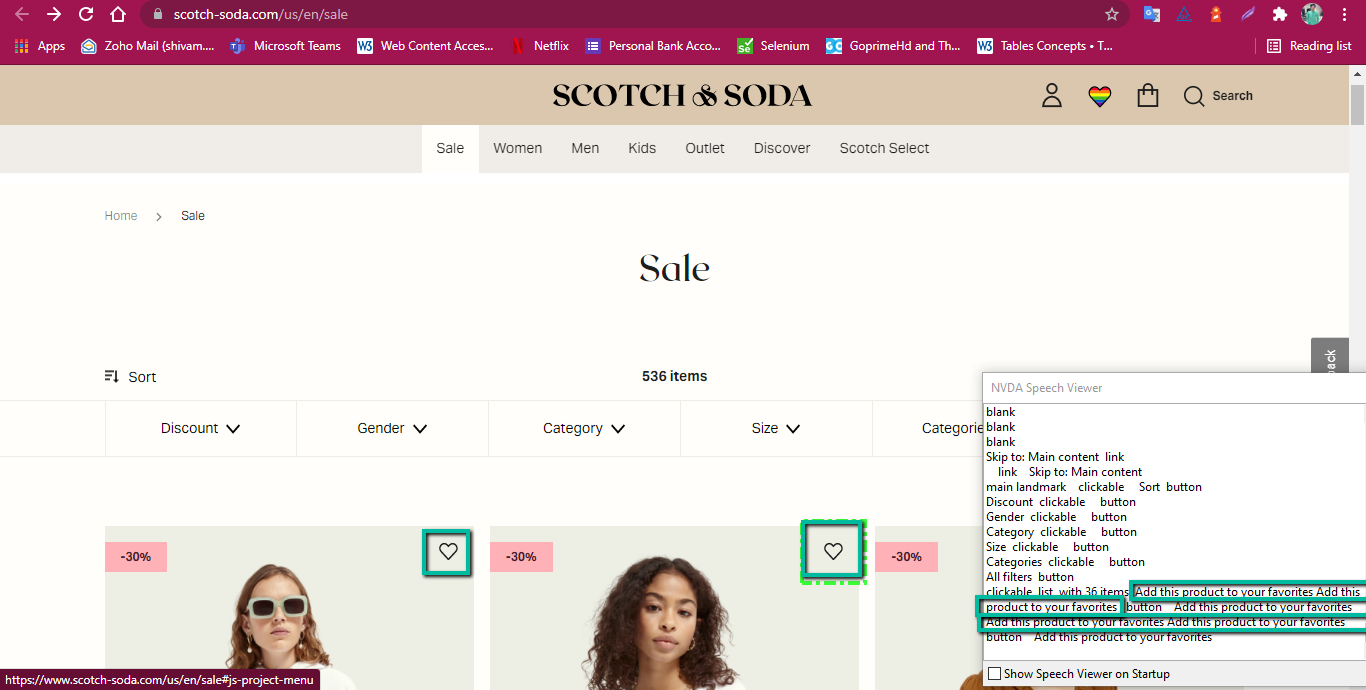 scotch-soda.com/us/en/sale
Apps Zoho Mail (shivam.... Microsoft Teams Web Content Acces... Netflix Personal Bank Acco... Selenium GoprimeHd and Th... Tables Concepts • T... Reading list
SCOTCH & SODA
Search
Sale Women Men Kids Outlet Discover Scotch Select
Home > Sale
Sale
Sort
536 items
back
Discount Gender Category Size Categorie
NVDA Speech Viewer
blank
blank
blank
Skip to: Main content link
link Skip to: Main content
main landmark clickable Sort button
Discount clickable button
Gender clickable button
Category clickable button
Size clickable button
Categories clickable button
All filters button
clickable list with 36 items Add this product to your favorites Add this
product to your favorites button Add this product to your favorites
Add this product to your favorites Add this product to your favorites
button Add this product to your favorites
Show Speech Viewer on Startup
-30% -30% -30%
https://www.scotch-soda.com/us/en/sale#js-project-menu